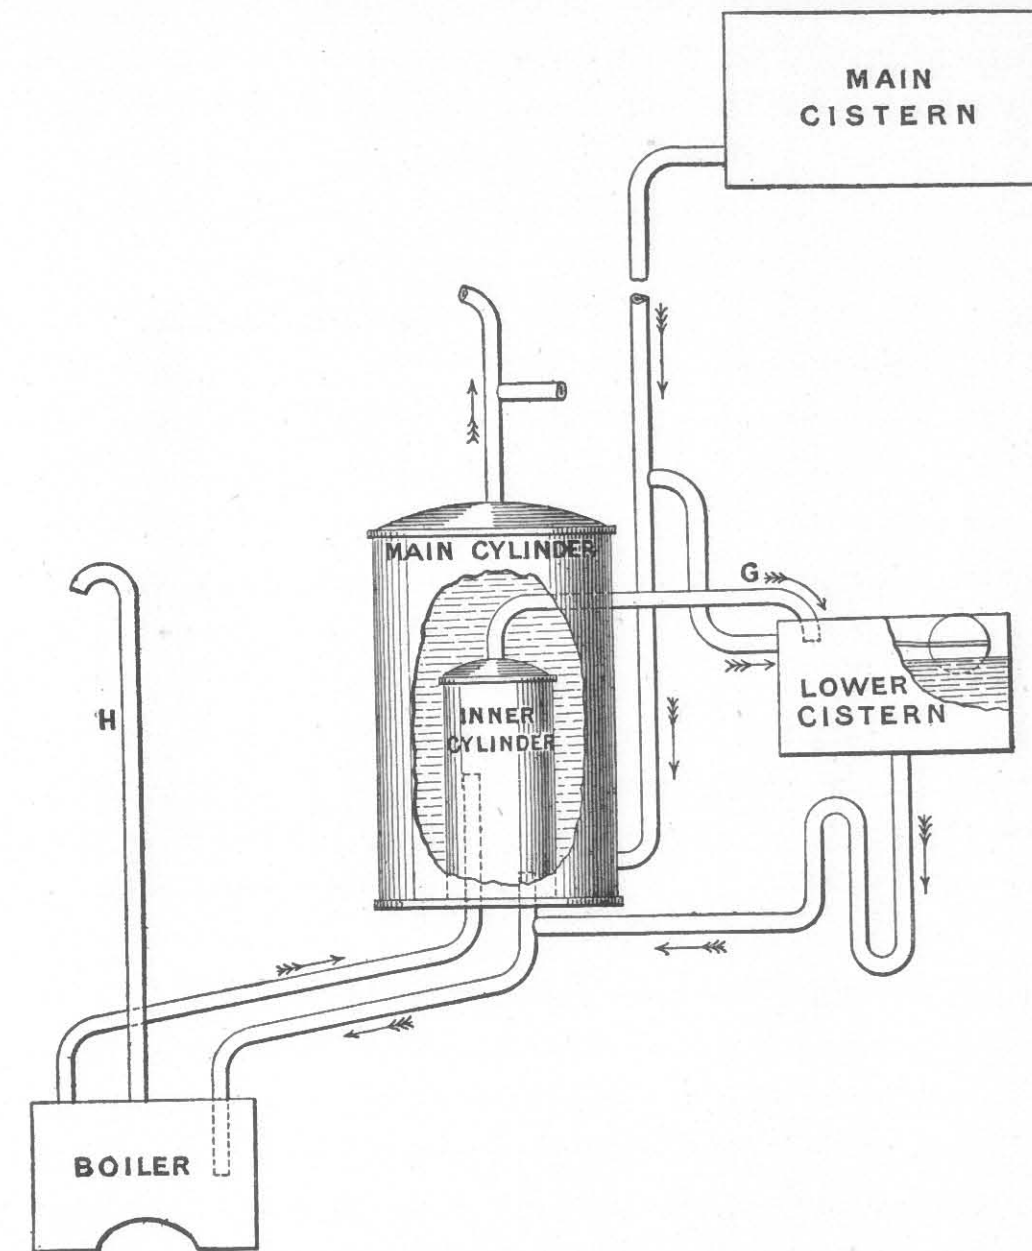 MAIN
CISTERN
MAIN CYLINDER
G
INNER
CYLINDER
H
LOWER
CISTERN
BOILER